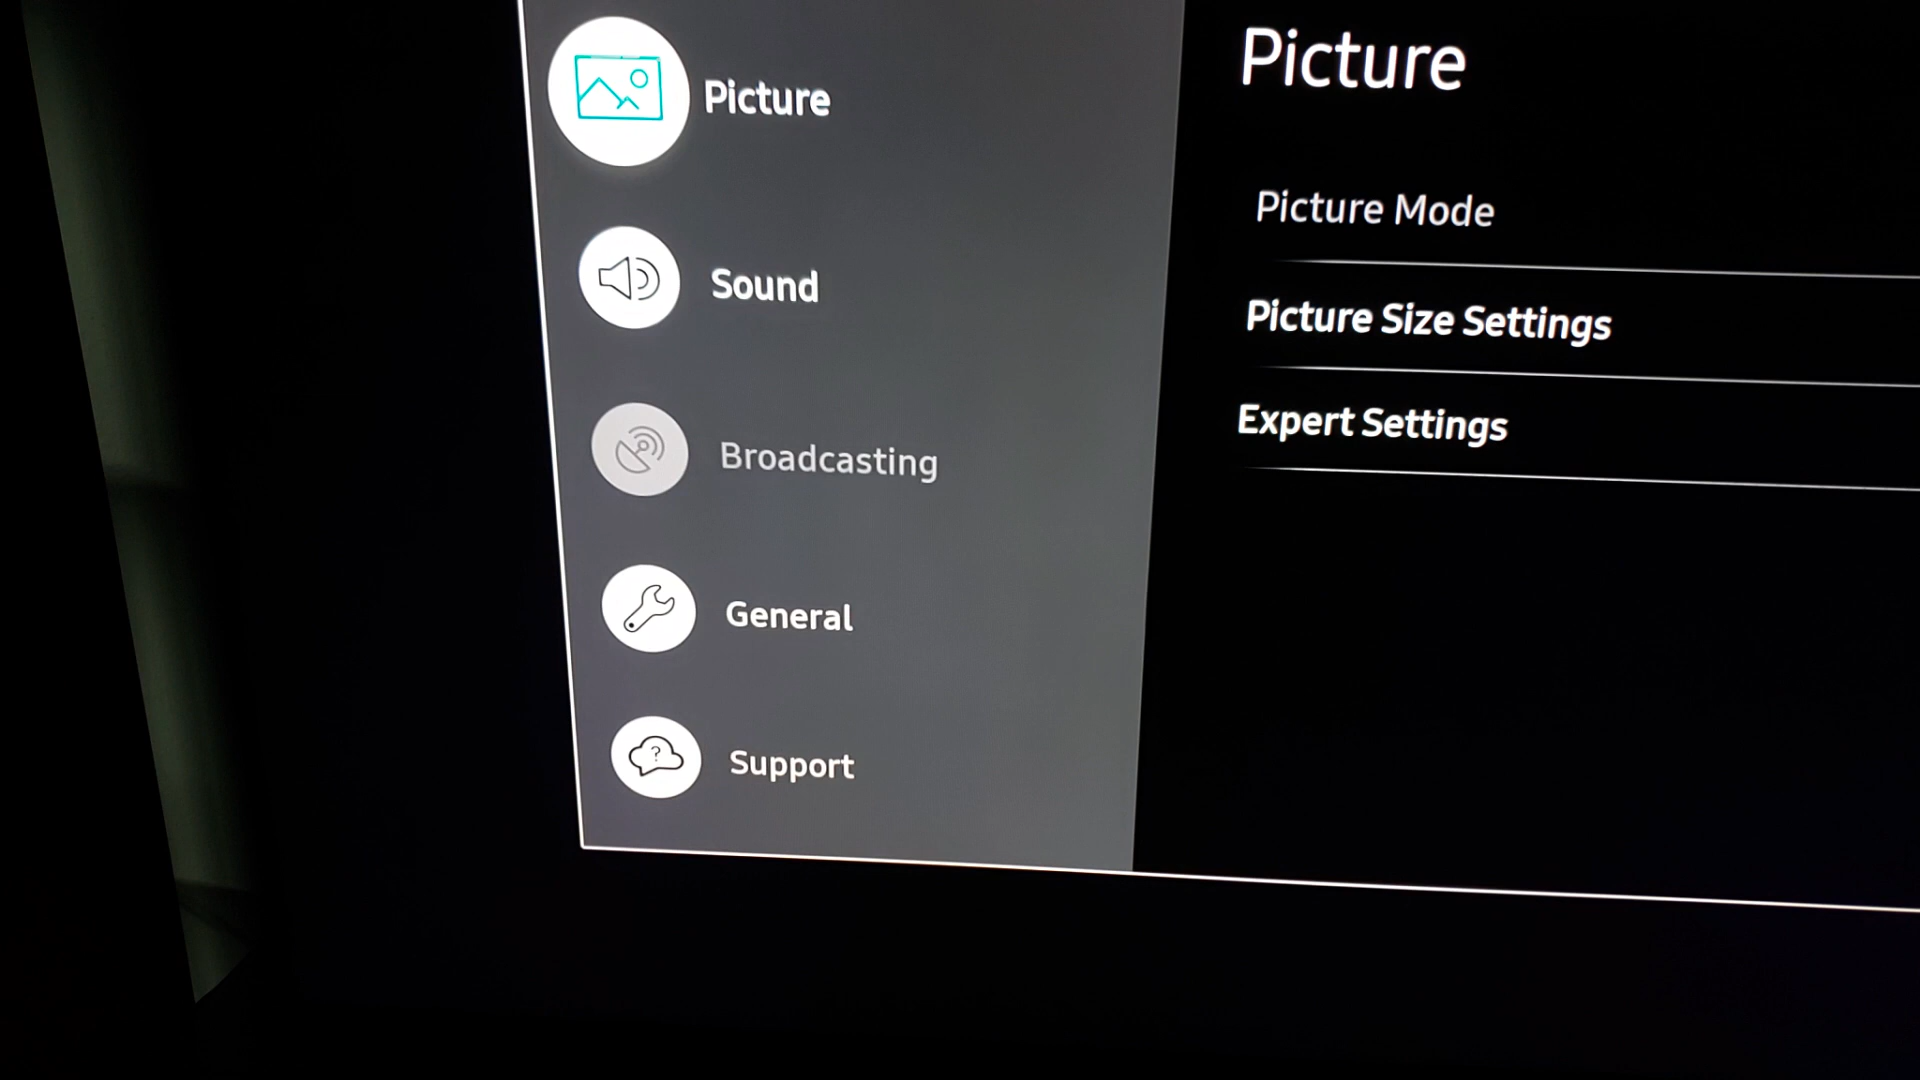 Picture
Sound
Broadcasting
General
?
Support
Picture
Picture Mode
Picture Size Settings
Expert Settings